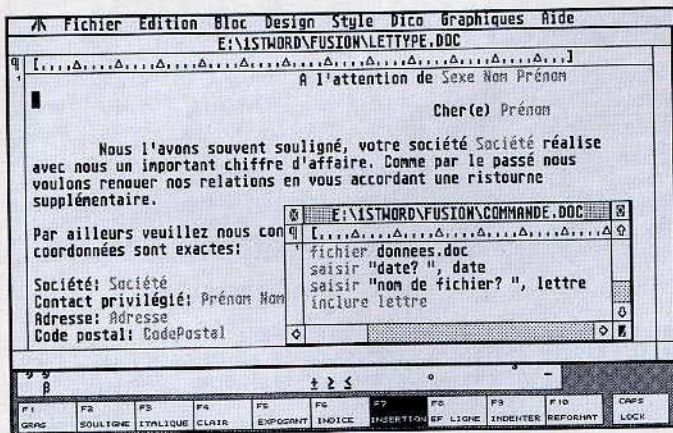 Fichier Edition Bloc Design Style Dico Graphiques Aide
E:\1STWORD\FUSION\LETTYPE.DOC
A l'attention de Sexe Nom Prénom
Cher(e) Prénom
Nous l'avons souvent souligné, votre société Société réalise
avec nous un important chiffre d'affaire. Comme par le passé nous
voulons renouer nos relations en vous accordant une ristourne
supplémentaire.
Par ailleurs veuillez nous con
coordonnées sont exactes:
Société: Société
Contact privilégié: Prénom Nom
Adresse: Adresse
Code postal: CodePostal
E:\1STWORD\FUSION\COMMANDE.DOC
fichier donnees.doc
saisir "date? ", date
saisir "nom de fichier? ", lettre
inclure lettre
β ± ≥ ≤ °
F1 GRAS F2 SOULIGNE F3 ITALIQUE F4 CLAIR F5 EXPOSANT F6 INDICE F7 INSERTION F8 EF LIGNE F9 INDENTER F10 REFORMAT CAPS LOCK